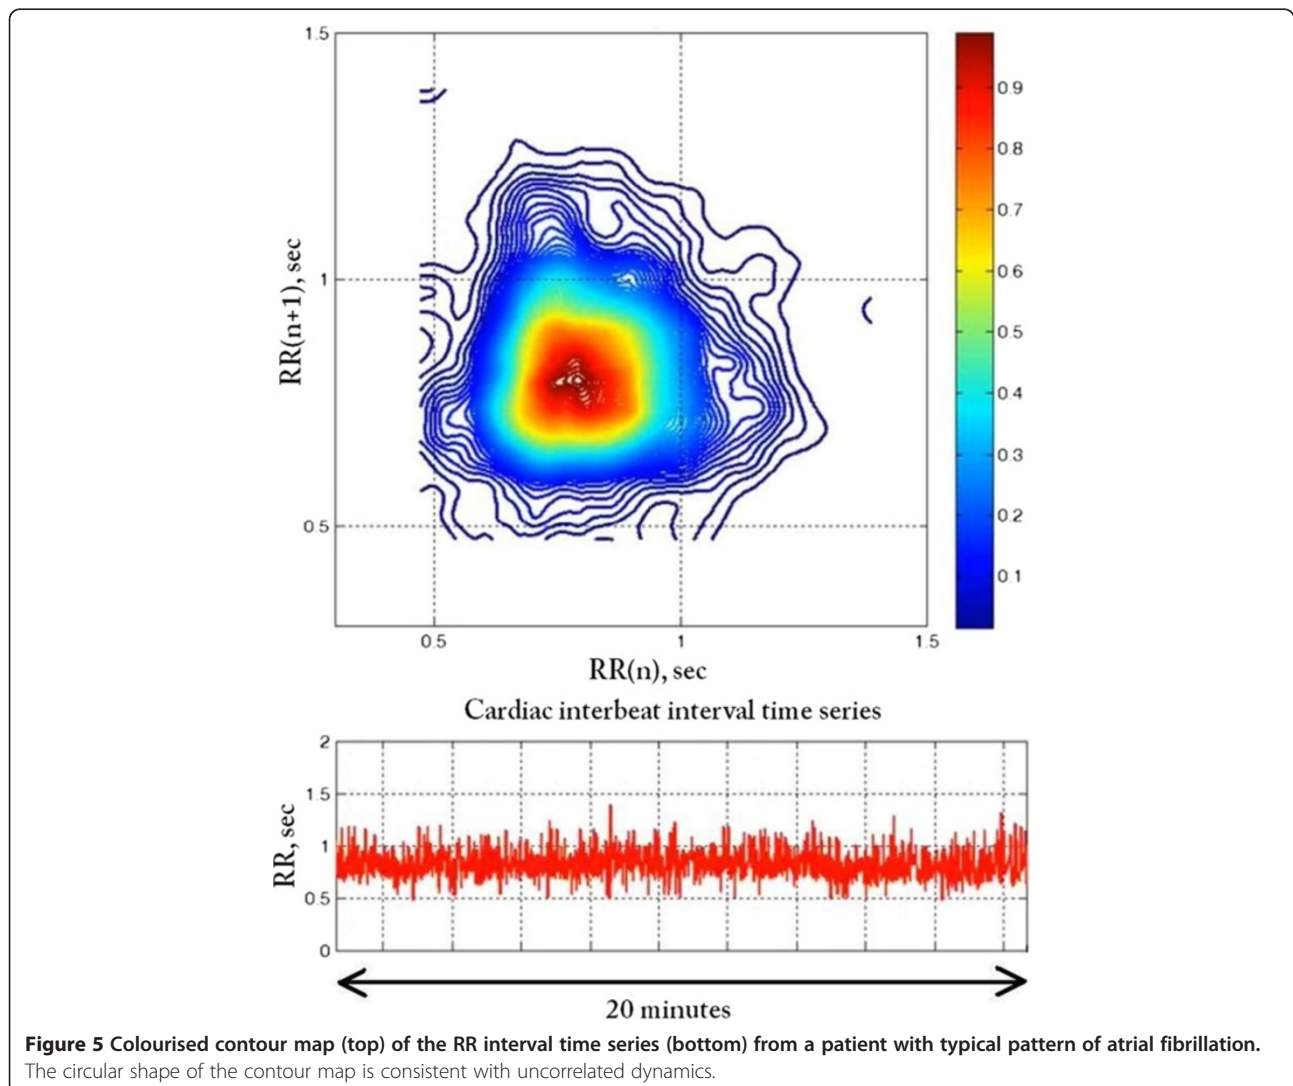 1.5
1
0.5
RR(n+1), sec
0.5
1
1.5
RR(n), sec
0.9
0.8
0.7
0.6
0.5
0.4
0.3
0.2
0.1
Cardiac interbeat interval time series
2
1.5
1
0.5
0
RR, sec
20 minutes
Figure 5 Colourised contour map (top) of the RR interval time series (bottom) from a patient with typical pattern of atrial fibrillation.
The circular shape of the contour map is consistent with uncorrelated dynamics.